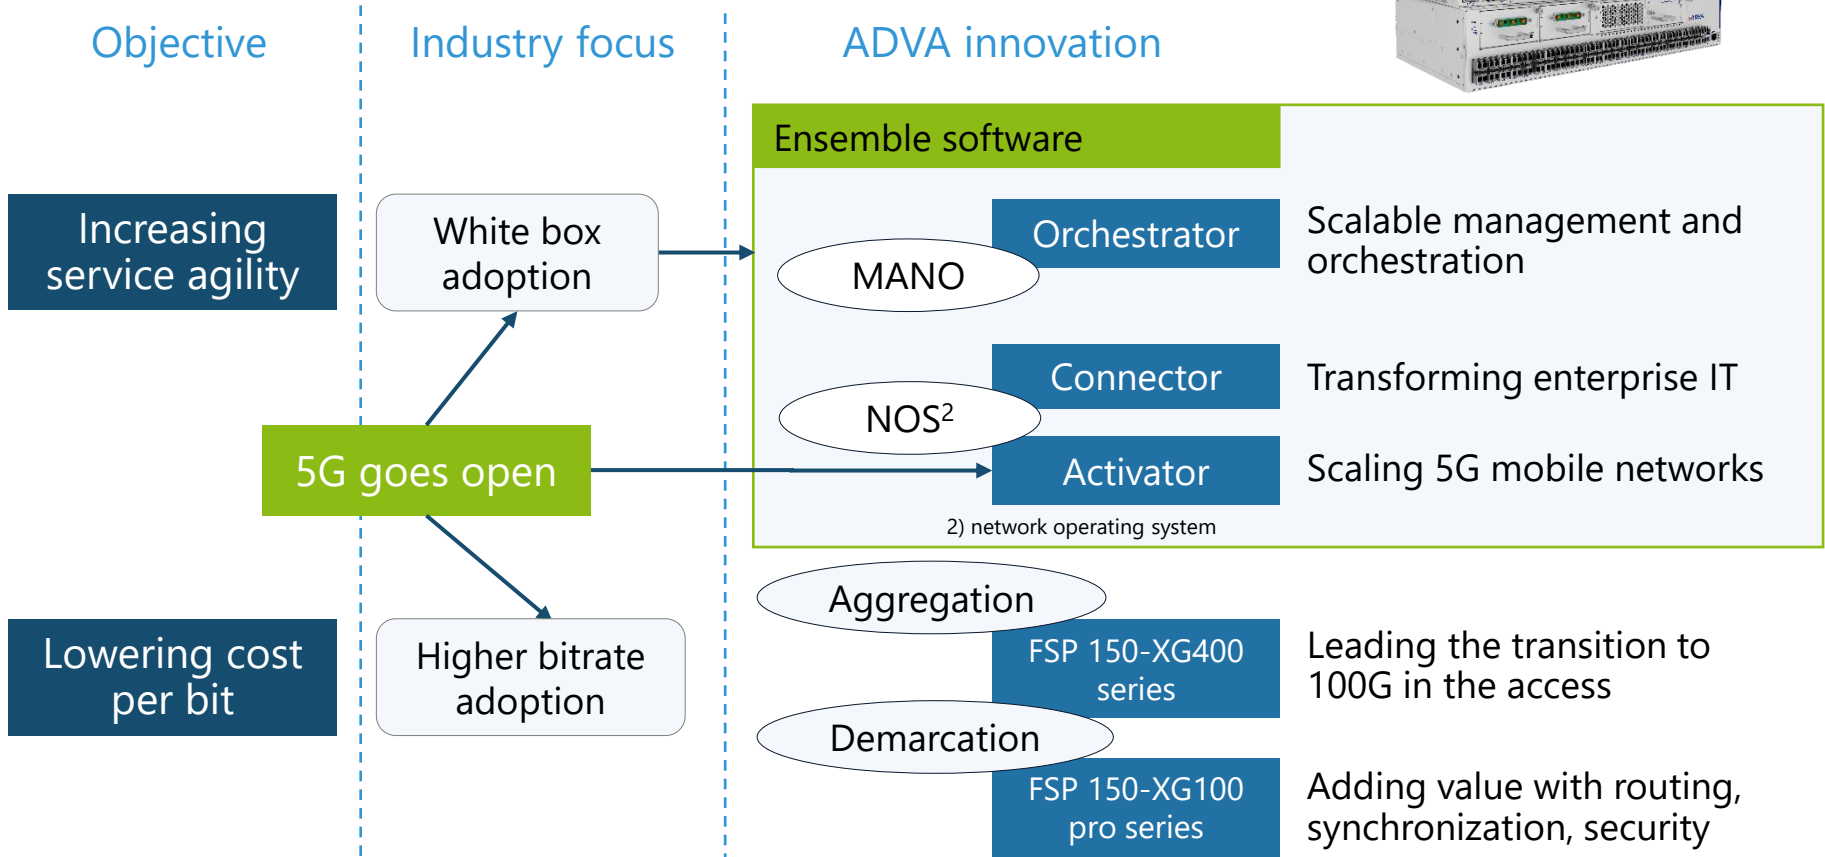 Objective
Industry focus
ADVA innovation
Ensemble software
Increasing
service agility
White box
adoption
MANO
Orchestrator
Scalable management and
orchestration
NOS²
Connector
Transforming enterprise IT
5G goes open
Activator
Scaling 5G mobile networks
2) network operating system
Lowering cost
per bit
Higher bitrate
adoption
Aggregation
FSP 150-XG400
series
Leading the transition to
100G in the access
Demarcation
FSP 150-XG100
pro series
Adding value with routing,
synchronization, security